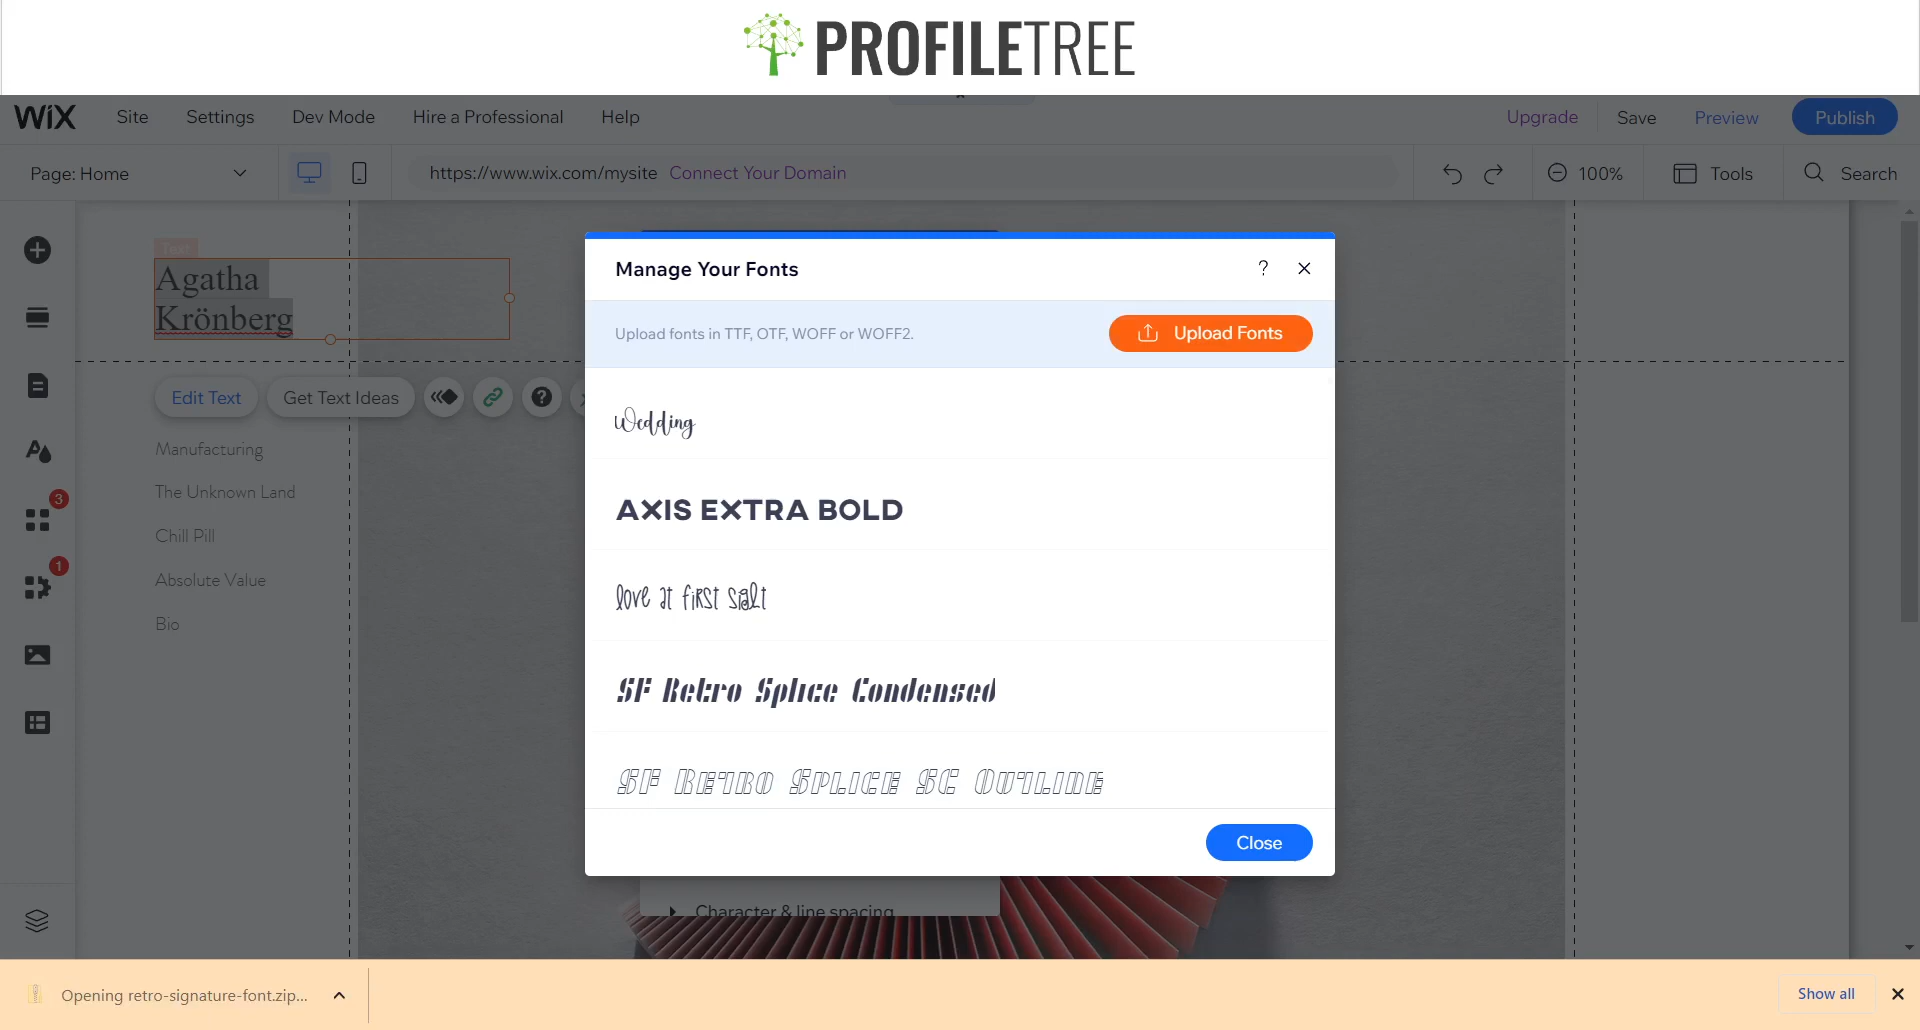 PROFILETREE
WiX Site Settings Dev Mode Hire a Professional Help Upgrade Save Preview Publish
Page: Home https://www.wix.com/mysite Connect Your Domain 100% Tools Search
Text
Agatha
Krönberg
Edit Text Get Text Ideas
Manufacturing
The Unknown Land
Chill Pill
Absolute Value
Bio
3
1
Manage Your Fonts ?
Upload fonts in TTF, OTF, WOFF or WOFF2. Upload Fonts
Wedding
AXIS EXTRA BOLD
love at first sight
SF Retro Splice Condensed
SF Retro Splice SC Outline
Close
Character & line spacing
Opening retro-signature-font.zip... Show all